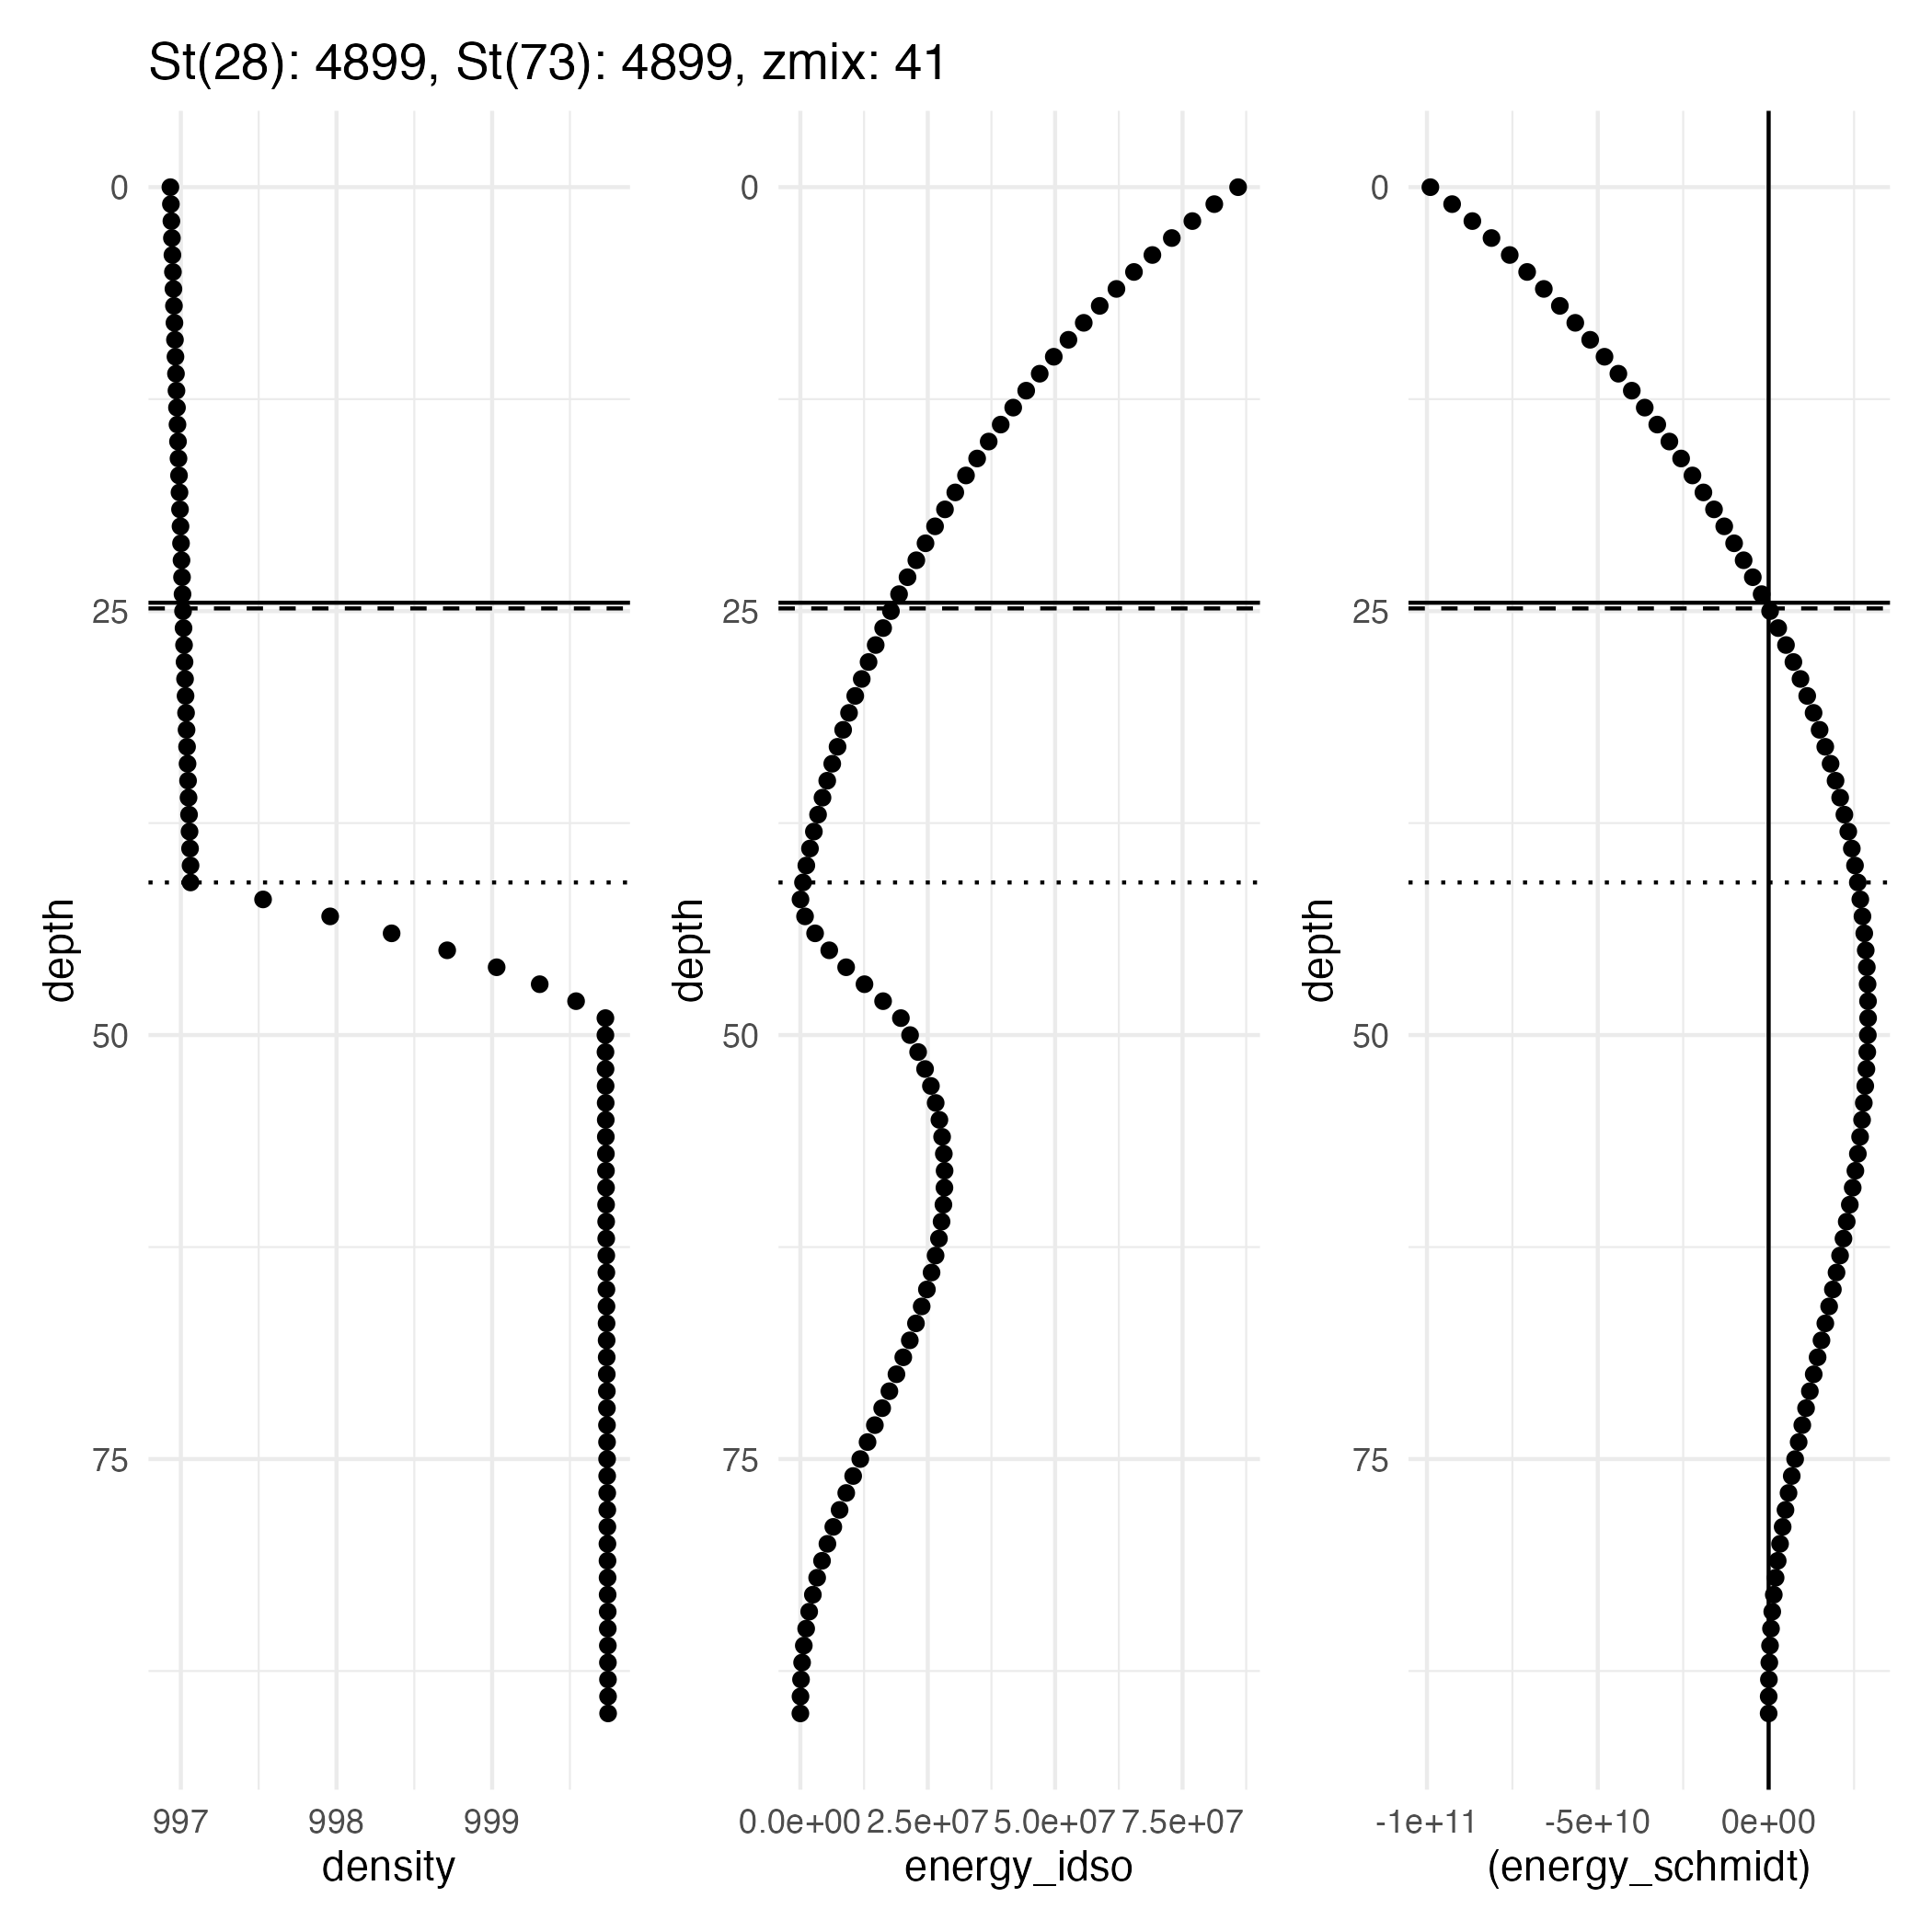 St(28): 4899, St(73): 4899, zmix: 41
0
25
50
75
depth
997
998
999
density
0
25
50
75
depth
0.0e+00
2.5e+07
5.0e+07
7.5e+07
energy_idso
0
25
50
75
depth
-1e+11
-5e+10
0e+00
(energy_schmidt)